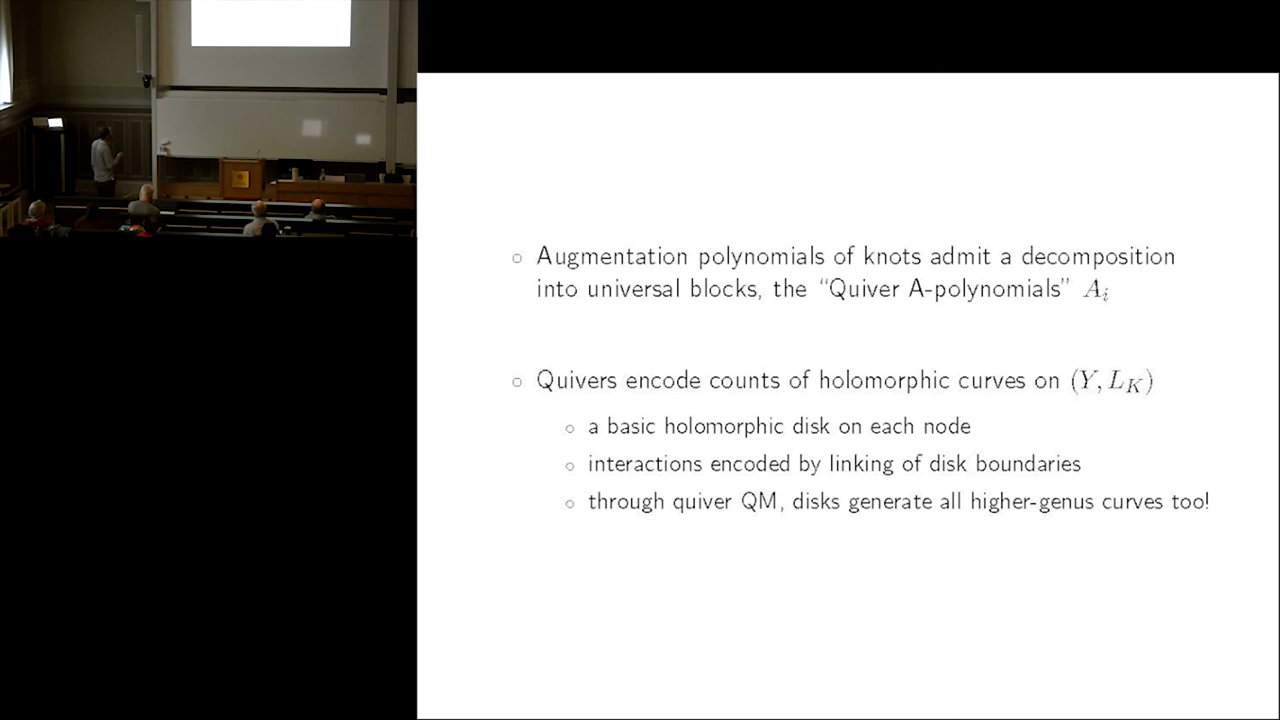 ◦ Augmentation polynomials of knots admit a decomposition
into universal blocks, the “Quiver A-polynomials” $A_i$
◦ Quivers encode counts of holomorphic curves on $(Y, L_K)$
◦ a basic holomorphic disk on each node
◦ interactions encoded by linking of disk boundaries
◦ through quiver QM, disks generate all higher-genus curves too!